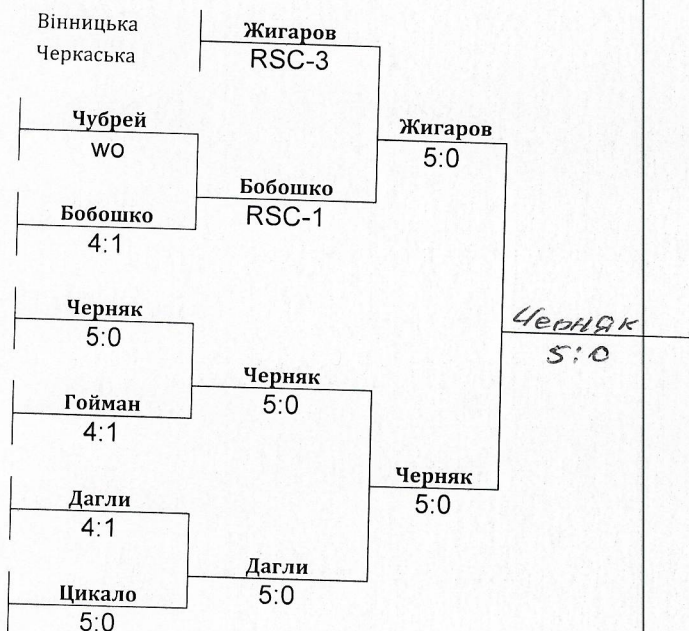 Вінницька
Черкаська
Жигаров
RSC-3
Чубрей
wo
Жигаров
5:0
Бобошко
RSC-1
Бобошко
4:1
Черняк
5:0
Черняк
5:0
Черняк
5:0
Гойман
4:1
Черняк
5:0
Дагли
4:1
Дагли
5:0
Цикало
5:0